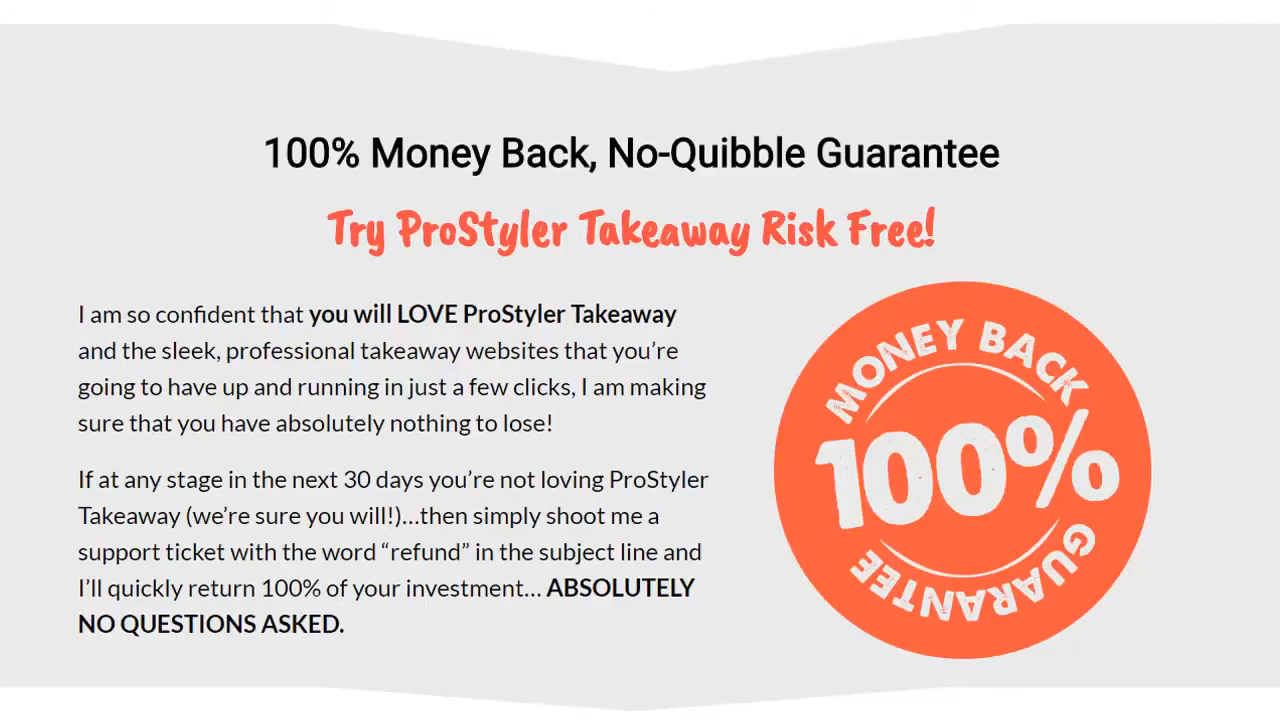 100% Money Back, No-Quibble Guarantee
Try ProStyler Takeaway Risk Free!
I am so confident that you will LOVE ProStyler Takeaway
and the sleek, professional takeaway websites that you’re
going to have up and running in just a few clicks, I am making
sure that you have absolutely nothing to lose!
If at any stage in the next 30 days you’re not loving ProStyler
Takeaway (we’re sure you will!)...then simply shoot me a
support ticket with the word “refund” in the subject line and
I’ll quickly return 100% of your investment... ABSOLUTELY
NO QUESTIONS ASKED.
MONEY BACK
100%
GUARANTEE